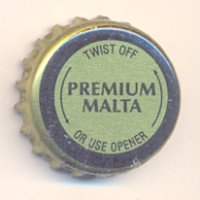 TWIST OFF
PREMIUM
MALTA
OR USE OPENER